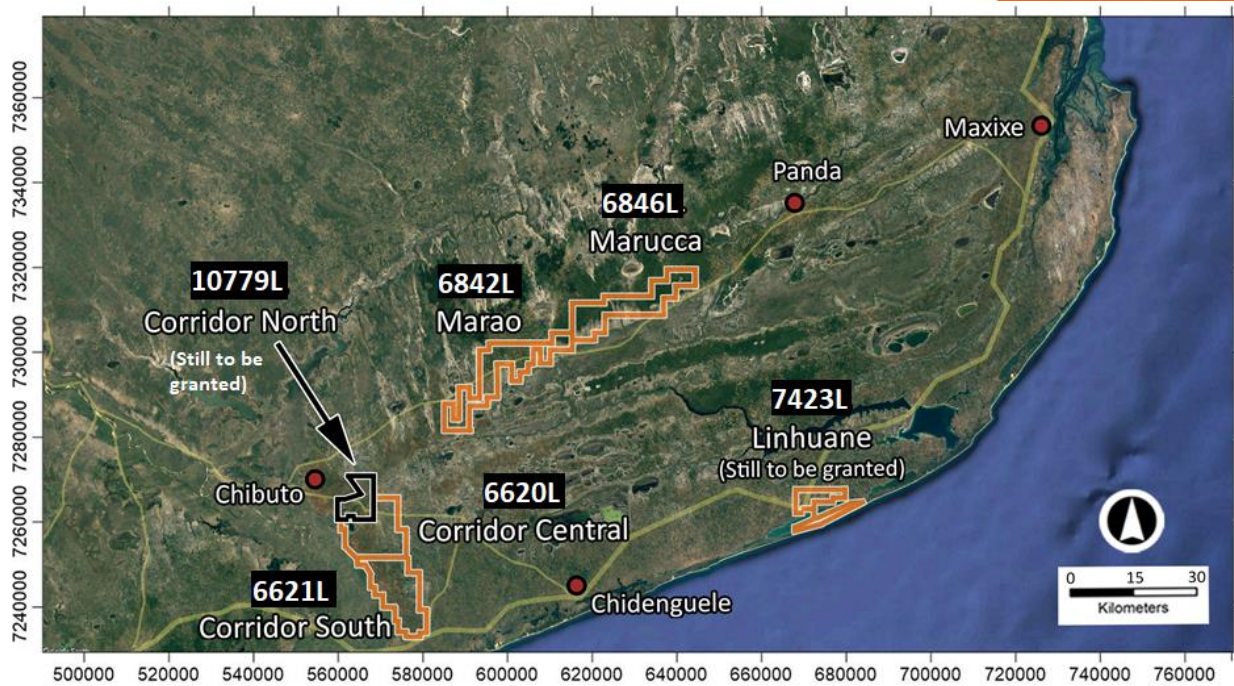 Maxixe
Panda
6846L
Marucca
10779L
Corridor North
(Still to be
granted)
6842L
Marao
7423L
Linhuane
(Still to be granted)
Chibuto
6620L
Corridor Central
6621L
Corridor South
Chidenguele
0 15 30
Kilometers
7360000
7340000
7320000
7300000
7280000
7260000
7240000
500000 520000 540000 560000 580000 600000 620000 640000 660000 680000 700000 720000 740000 760000